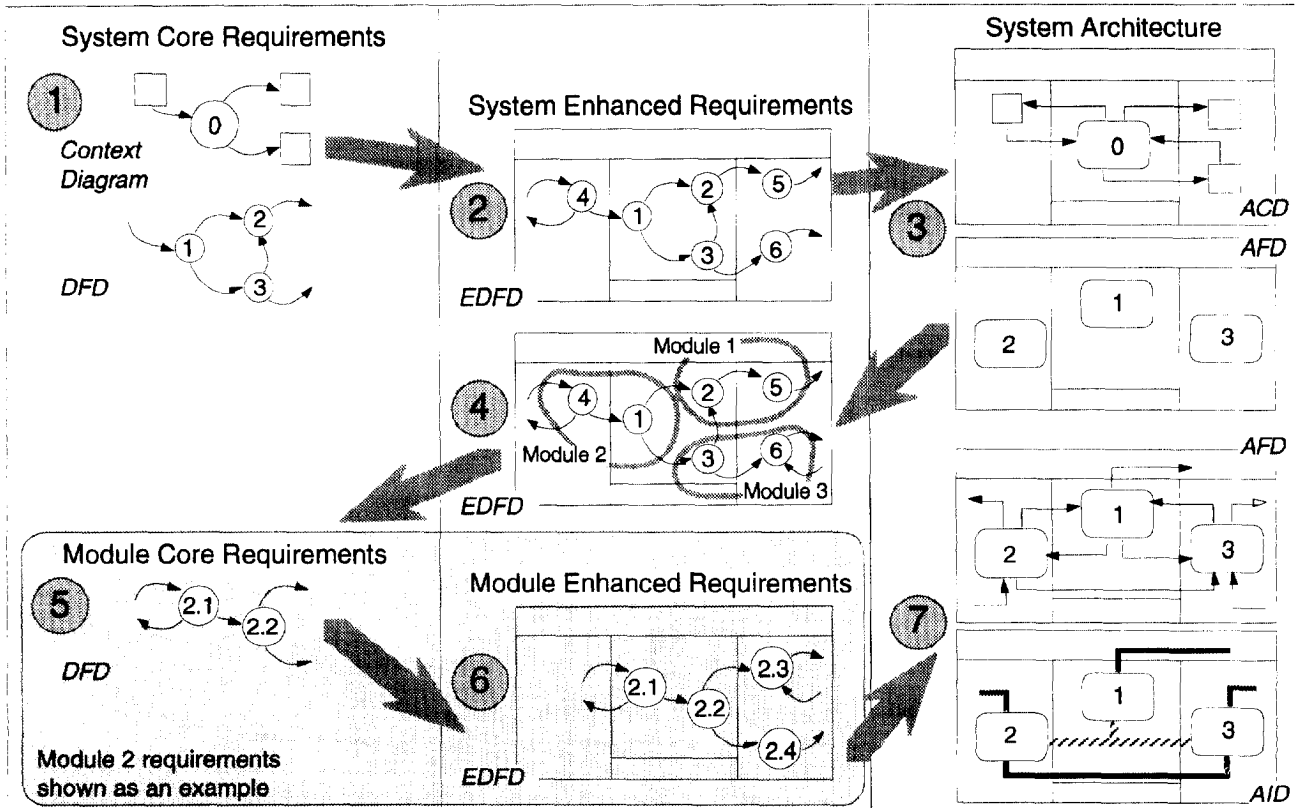 System Core Requirements
1
0
Context
Diagram
1
2
3
DFD
System Enhanced Requirements
2
4
1
2
3
5
6
EDFD
System Architecture
0
3
ACD
AFD
1
2
3
4
Module 1
4
1
2
5
3
6
Module 2
Module 3
EDFD
AFD
1
2
3
Module Core Requirements
5
2.1
2.2
DFD
Module 2 requirements
shown as an example
Module Enhanced Requirements
6
2.1
2.2
2.3
2.4
EDFD
7
1
2
3
AID